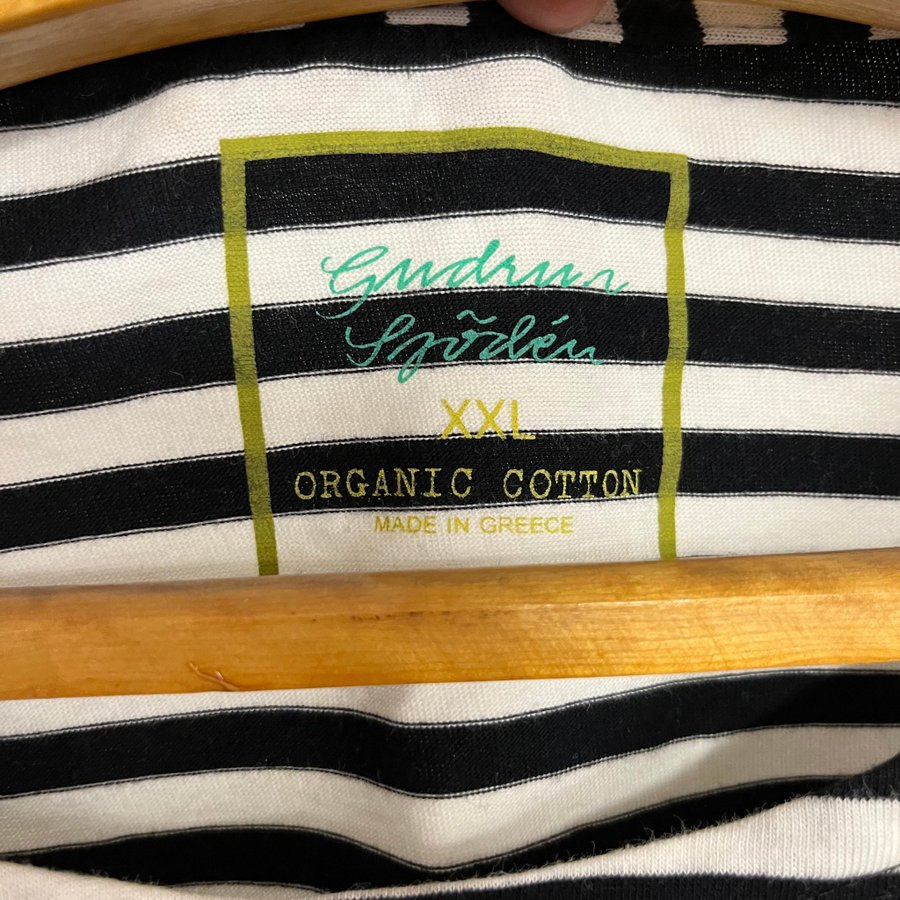 Gudrun
Sjödén
XXL
ORGANIC COTTON
MADE IN GREECE